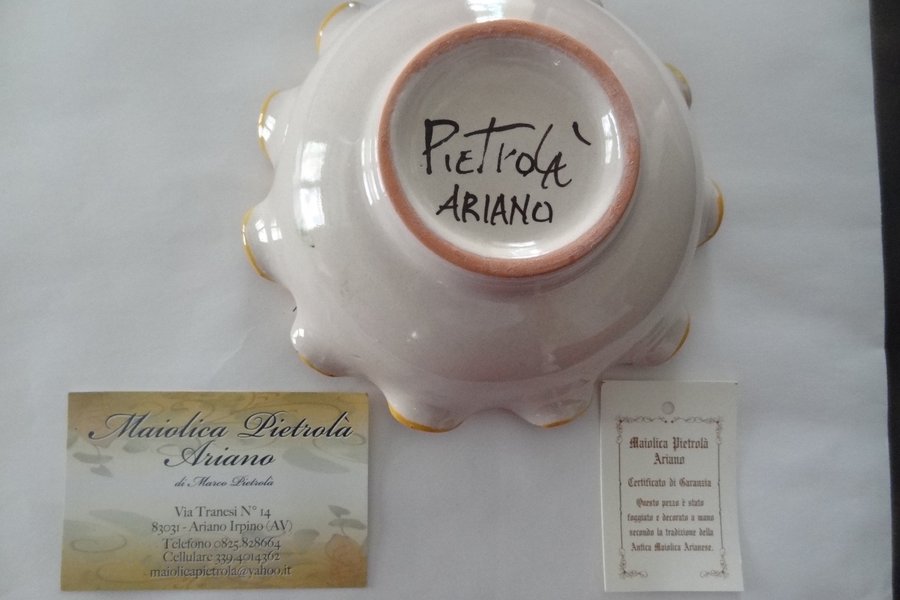 PIETROLÀ
ARIANO
Maiolica Pietrolà
Ariano
di Marco Pietrolà
Via Tranesi N° 14
83031 - Ariano Irpino (AV)
Telefono 0825.828664
Cellulare 339.4014362
maiolicapietrola@yahoo.it
Maiolica Pietrolà
Ariano
Certificato di Garanzia
Questo pezzo è stato
foggiato e decorato a mano
secondo la tradizione della
Antica Maiolica Arianese.